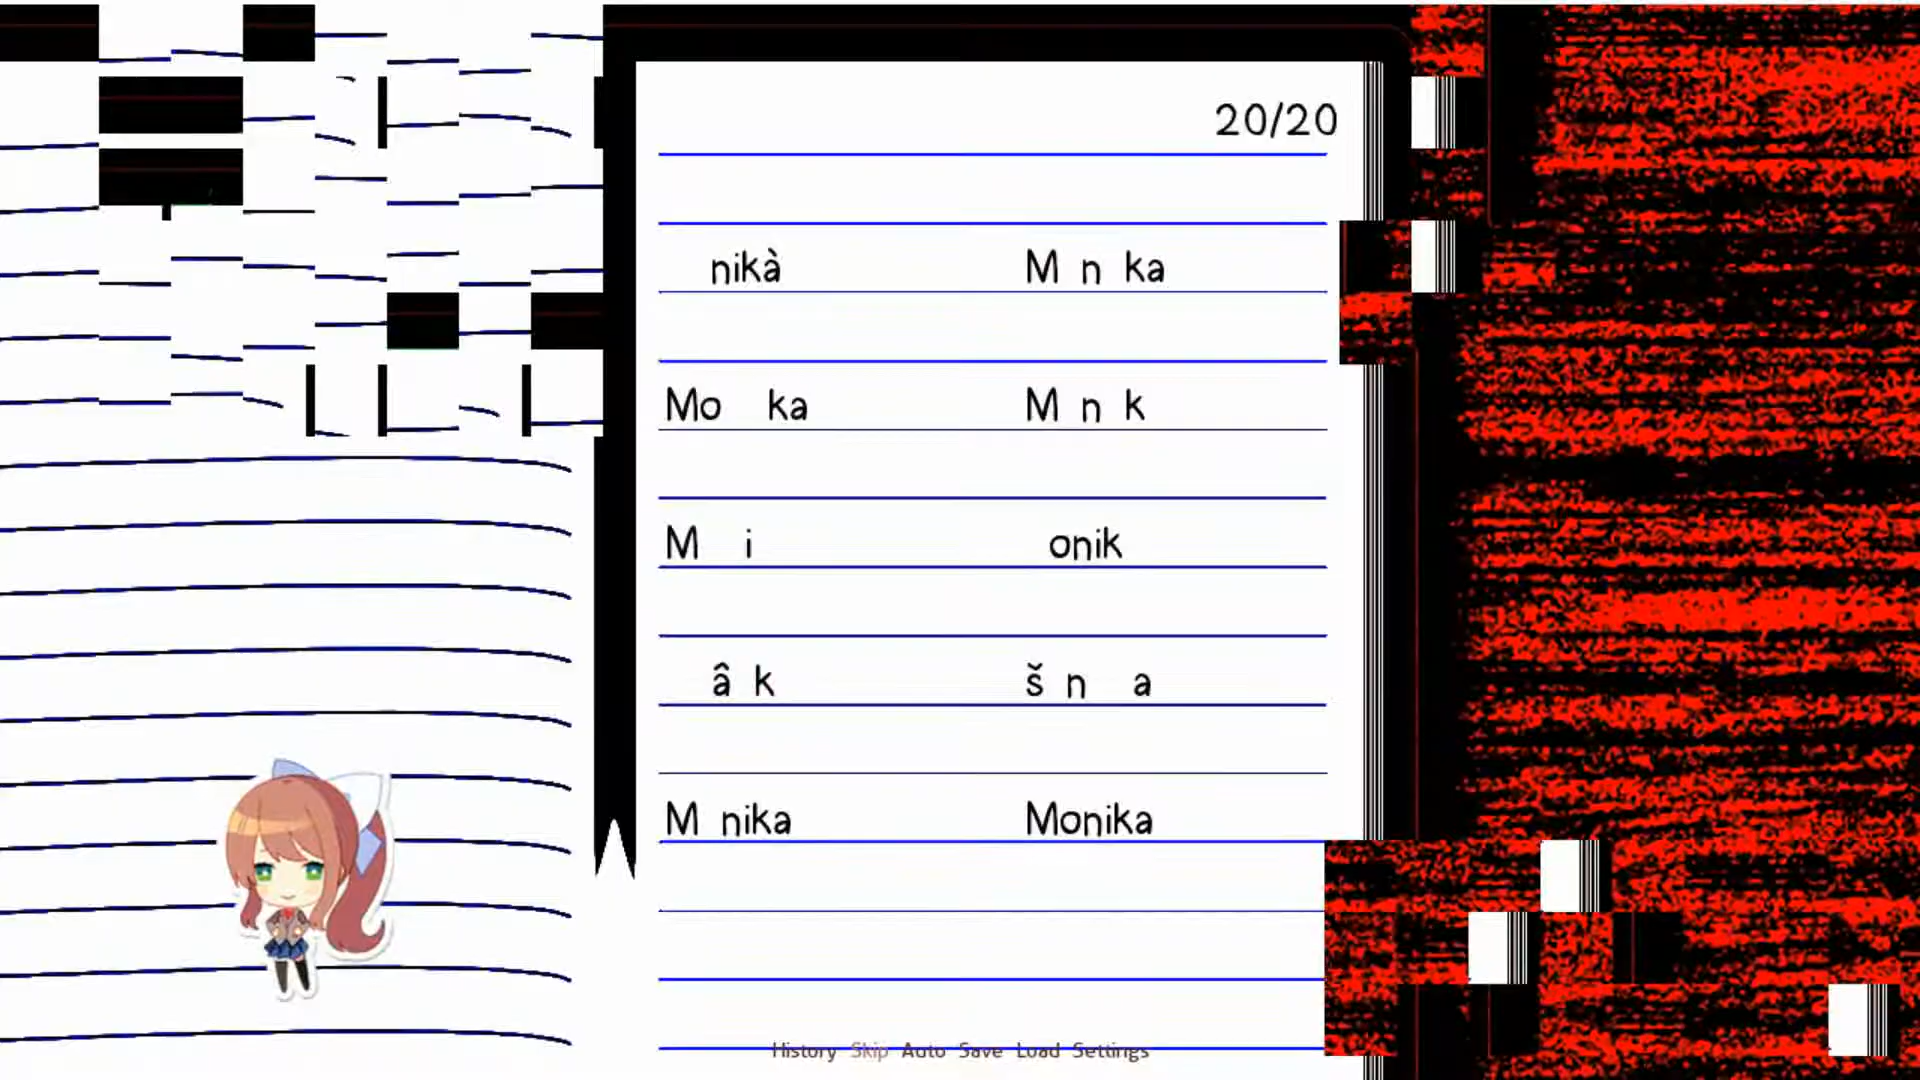 20/20
nikà M n ka
Mo ka M n k
M i onik
â k š n a
M nika Monika
History Skip Auto Save Load Settings